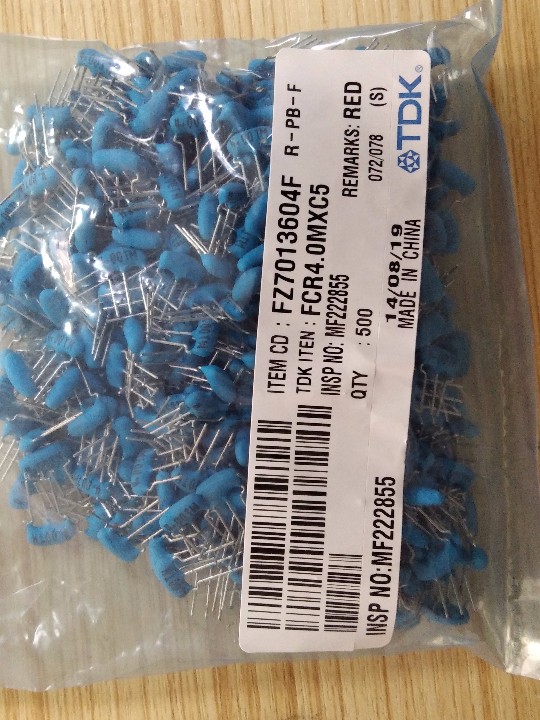 ITEM CD : FZ7013604F R-PB-F
TDK ITEN : FCR4.0MXC5
INSP NO: MF222855
REMARKS: RED
QTY : 500
072/078 (S)
14/08/19
MADE IN CHINA
TDK®
INSP NO:MF222855